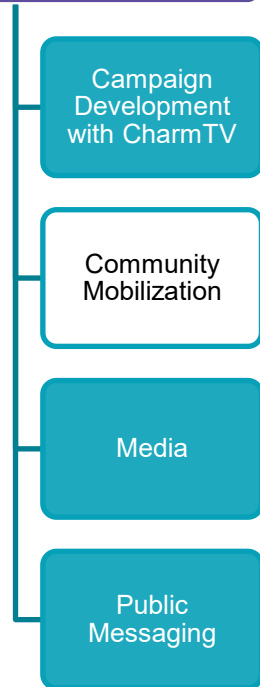 Campaign
Development
with CharmTV
Community
Mobilization
Media
Public
Messaging